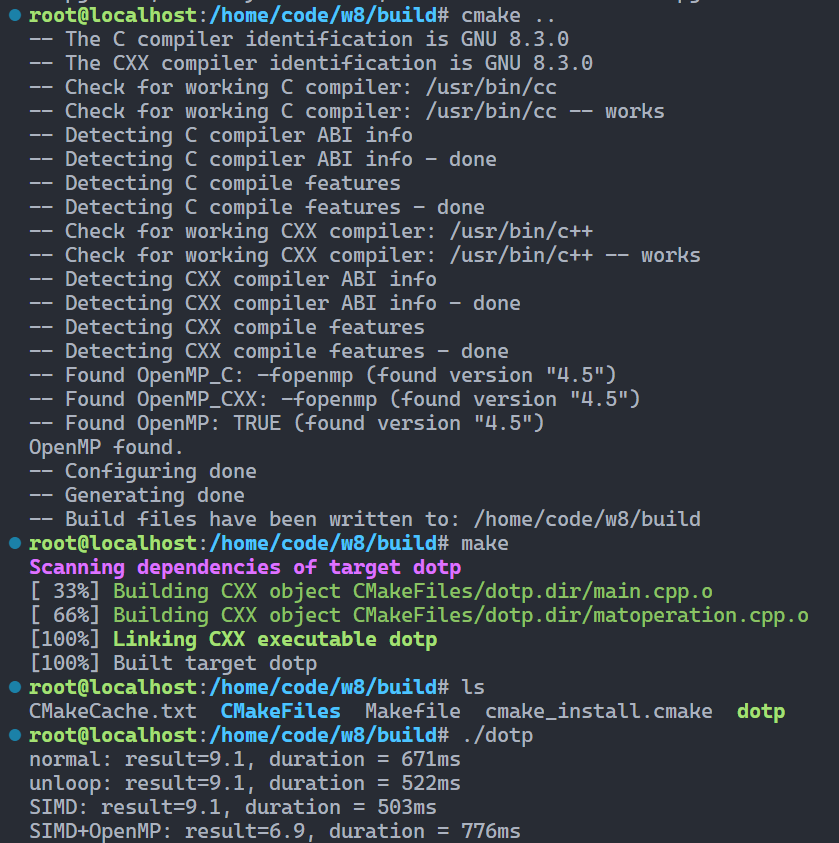 root@localhost:/home/code/w8/build# cmake ..
-- The C compiler identification is GNU 8.3.0
-- The CXX compiler identification is GNU 8.3.0
-- Check for working C compiler: /usr/bin/cc
-- Check for working C compiler: /usr/bin/cc -- works
-- Detecting C compiler ABI info
-- Detecting C compiler ABI info - done
-- Detecting C compile features
-- Detecting C compile features - done
-- Check for working CXX compiler: /usr/bin/c++
-- Check for working CXX compiler: /usr/bin/c++ -- works
-- Detecting CXX compiler ABI info
-- Detecting CXX compiler ABI info - done
-- Detecting CXX compile features
-- Detecting CXX compile features - done
-- Found OpenMP_C: -fopenmp (found version "4.5")
-- Found OpenMP_CXX: -fopenmp (found version "4.5")
-- Found OpenMP: TRUE (found version "4.5")
OpenMP found.
-- Configuring done
-- Generating done
-- Build files have been written to: /home/code/w8/build
root@localhost:/home/code/w8/build# make
Scanning dependencies of target dotp
[ 33%] Building CXX object CMakeFiles/dotp.dir/main.cpp.o
[ 66%] Building CXX object CMakeFiles/dotp.dir/matoperation.cpp.o
[100%] Linking CXX executable dotp
[100%] Built target dotp
root@localhost:/home/code/w8/build# ls
CMakeCache.txt  CMakeFiles  Makefile  cmake_install.cmake  dotp
root@localhost:/home/code/w8/build# ./dotp
normal: result=9.1, duration = 671ms
unloop: result=9.1, duration = 522ms
SIMD: result=9.1, duration = 503ms
SIMD+OpenMP: result=6.9, duration = 776ms